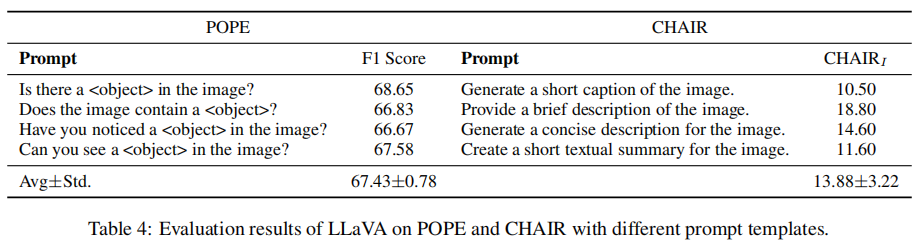 POPE CHAIR
Prompt F1 Score Prompt CHAIR_I
Is there a <object> in the image? 68.65 Generate a short caption of the image. 10.50
Does the image contain a <object>? 66.83 Provide a brief description of the image. 18.80
Have you noticed a <object> in the image? 66.67 Generate a concise description for the image. 14.60
Can you see a <object> in the image? 67.58 Create a short textual summary for the image. 11.60
Avg±Std. 67.43±0.78 13.88±3.22
Table 4: Evaluation results of LLaVA on POPE and CHAIR with different prompt templates.